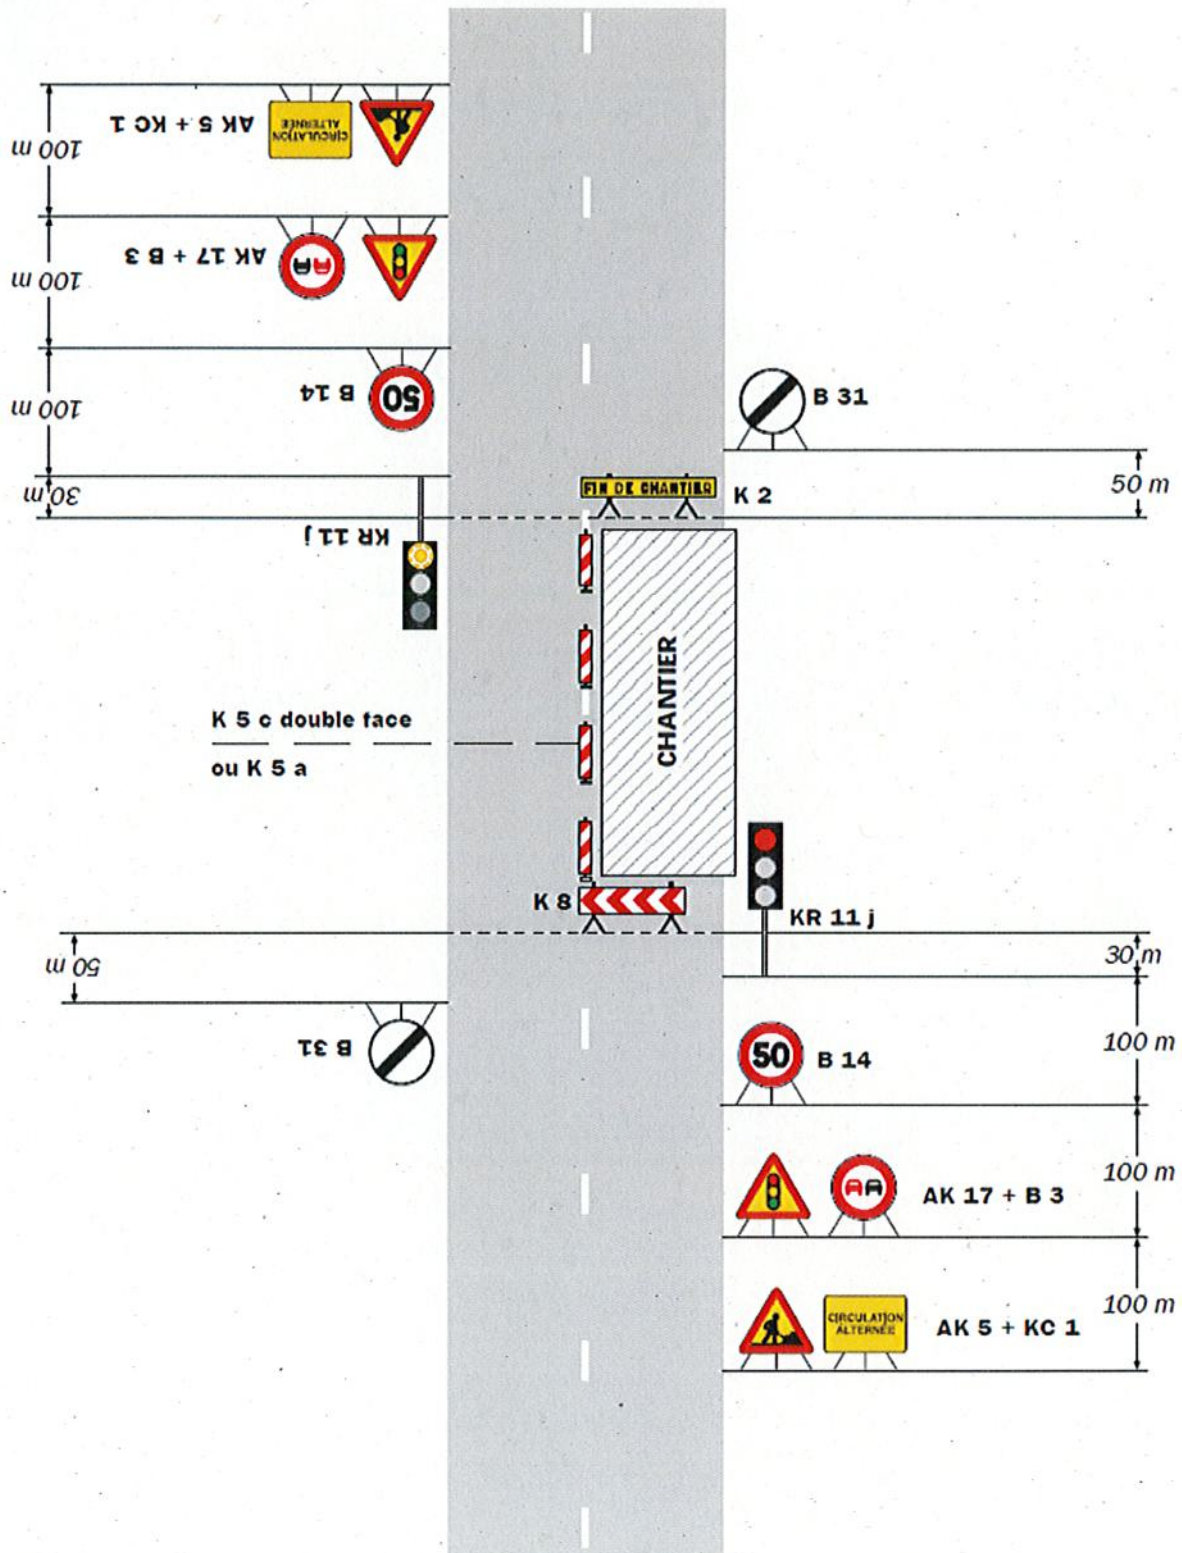 100 m
AK 5 + KC 1
CIRCULATION
ALTERNÉE
100 m
AK 17 + B 3
100 m
B 14
50
B 31
30 m
FIN DE CHANTIER
K 2
50 m
KR 11 j
CHANTIER
K 5 c double face
ou K 5 a
K 8
KR 11 j
50 m
30 m
B 31
50
B 14
100 m
AK 17 + B 3
100 m
CIRCULATION
ALTERNÉE
AK 5 + KC 1
100 m